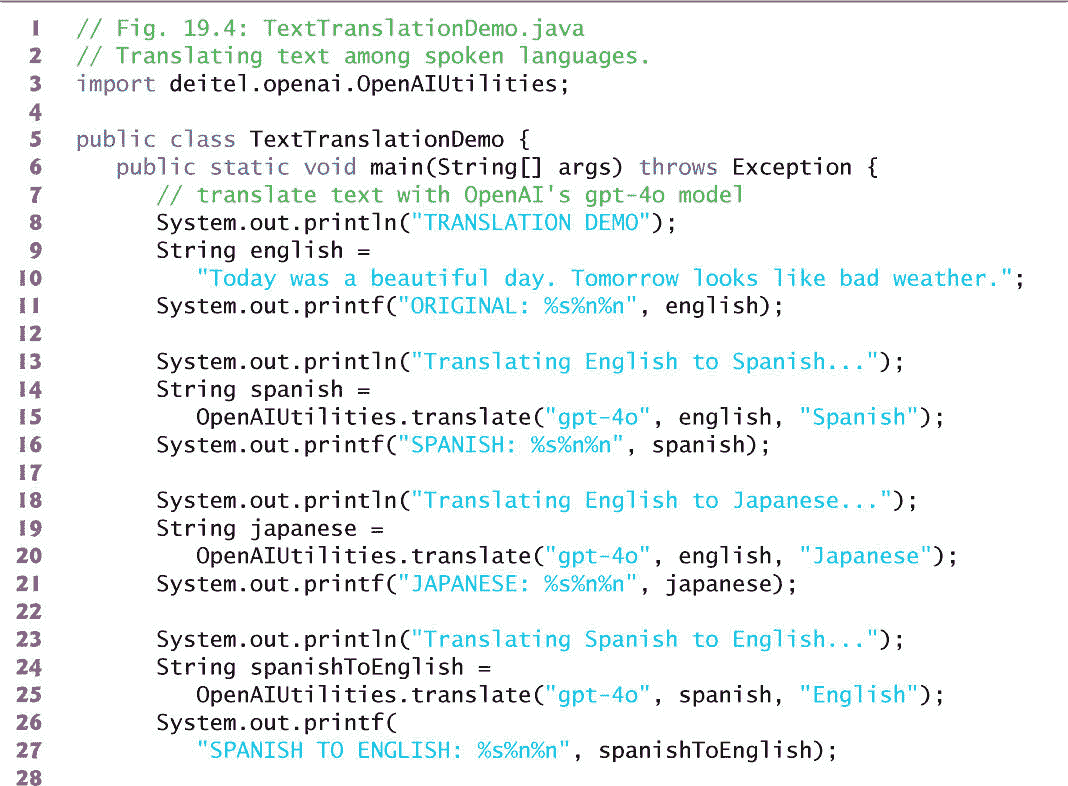 1 // Fig. 19.4: TextTranslationDemo.java
2 // Translating text among spoken languages.
3 import deitel.openai.OpenAIUtilities;
4
5 public class TextTranslationDemo {
6    public static void main(String[] args) throws Exception {
7       // translate text with OpenAI's gpt-4o model
8       System.out.println("TRANSLATION DEMO");
9       String english =
10          "Today was a beautiful day. Tomorrow looks like bad weather.";
11       System.out.printf("ORIGINAL: %s%n%n", english);
12
13       System.out.println("Translating English to Spanish...");
14       String spanish =
15          OpenAIUtilities.translate("gpt-4o", english, "Spanish");
16       System.out.printf("SPANISH: %s%n%n", spanish);
17
18       System.out.println("Translating English to Japanese...");
19       String japanese =
20          OpenAIUtilities.translate("gpt-4o", english, "Japanese");
21       System.out.printf("JAPANESE: %s%n%n", japanese);
22
23       System.out.println("Translating Spanish to English...");
24       String spanishToEnglish =
25          OpenAIUtilities.translate("gpt-4o", spanish, "English");
26       System.out.printf(
27          "SPANISH TO ENGLISH: %s%n%n", spanishToEnglish);
28